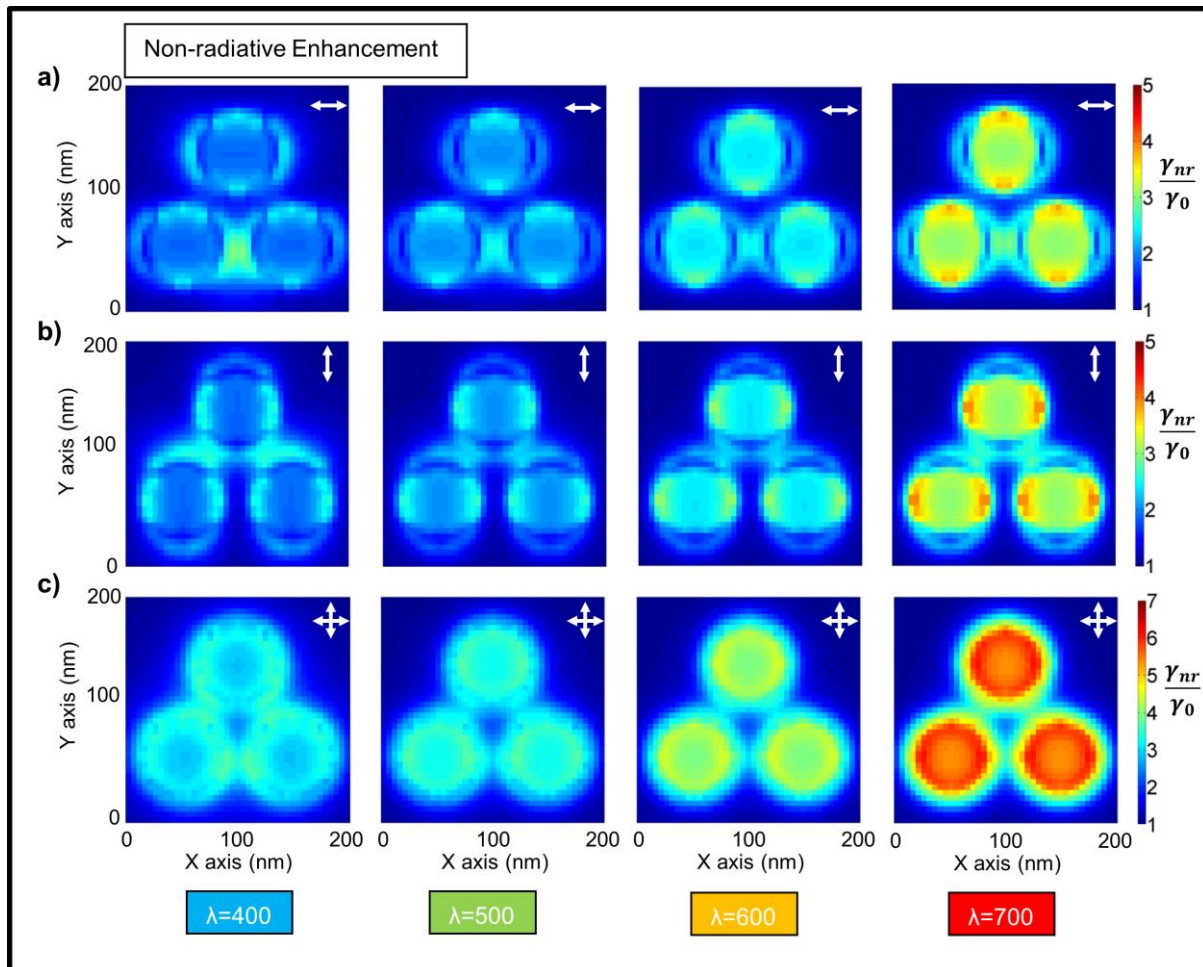 Non-radiative Enhancement
a)
200
100
0
Y axis (nm)
5
4
3
2
1
γnr
γ0
b)
200
100
0
Y axis (nm)
5
4
3
2
1
γnr
γ0
c)
200
100
0
Y axis (nm)
7
6
5
4
3
2
1
γnr
γ0
0 100 200 0 100 200 0 100 200 0 100 200
X axis (nm) X axis (nm) X axis (nm) X axis (nm)
λ=400 λ=500 λ=600 λ=700